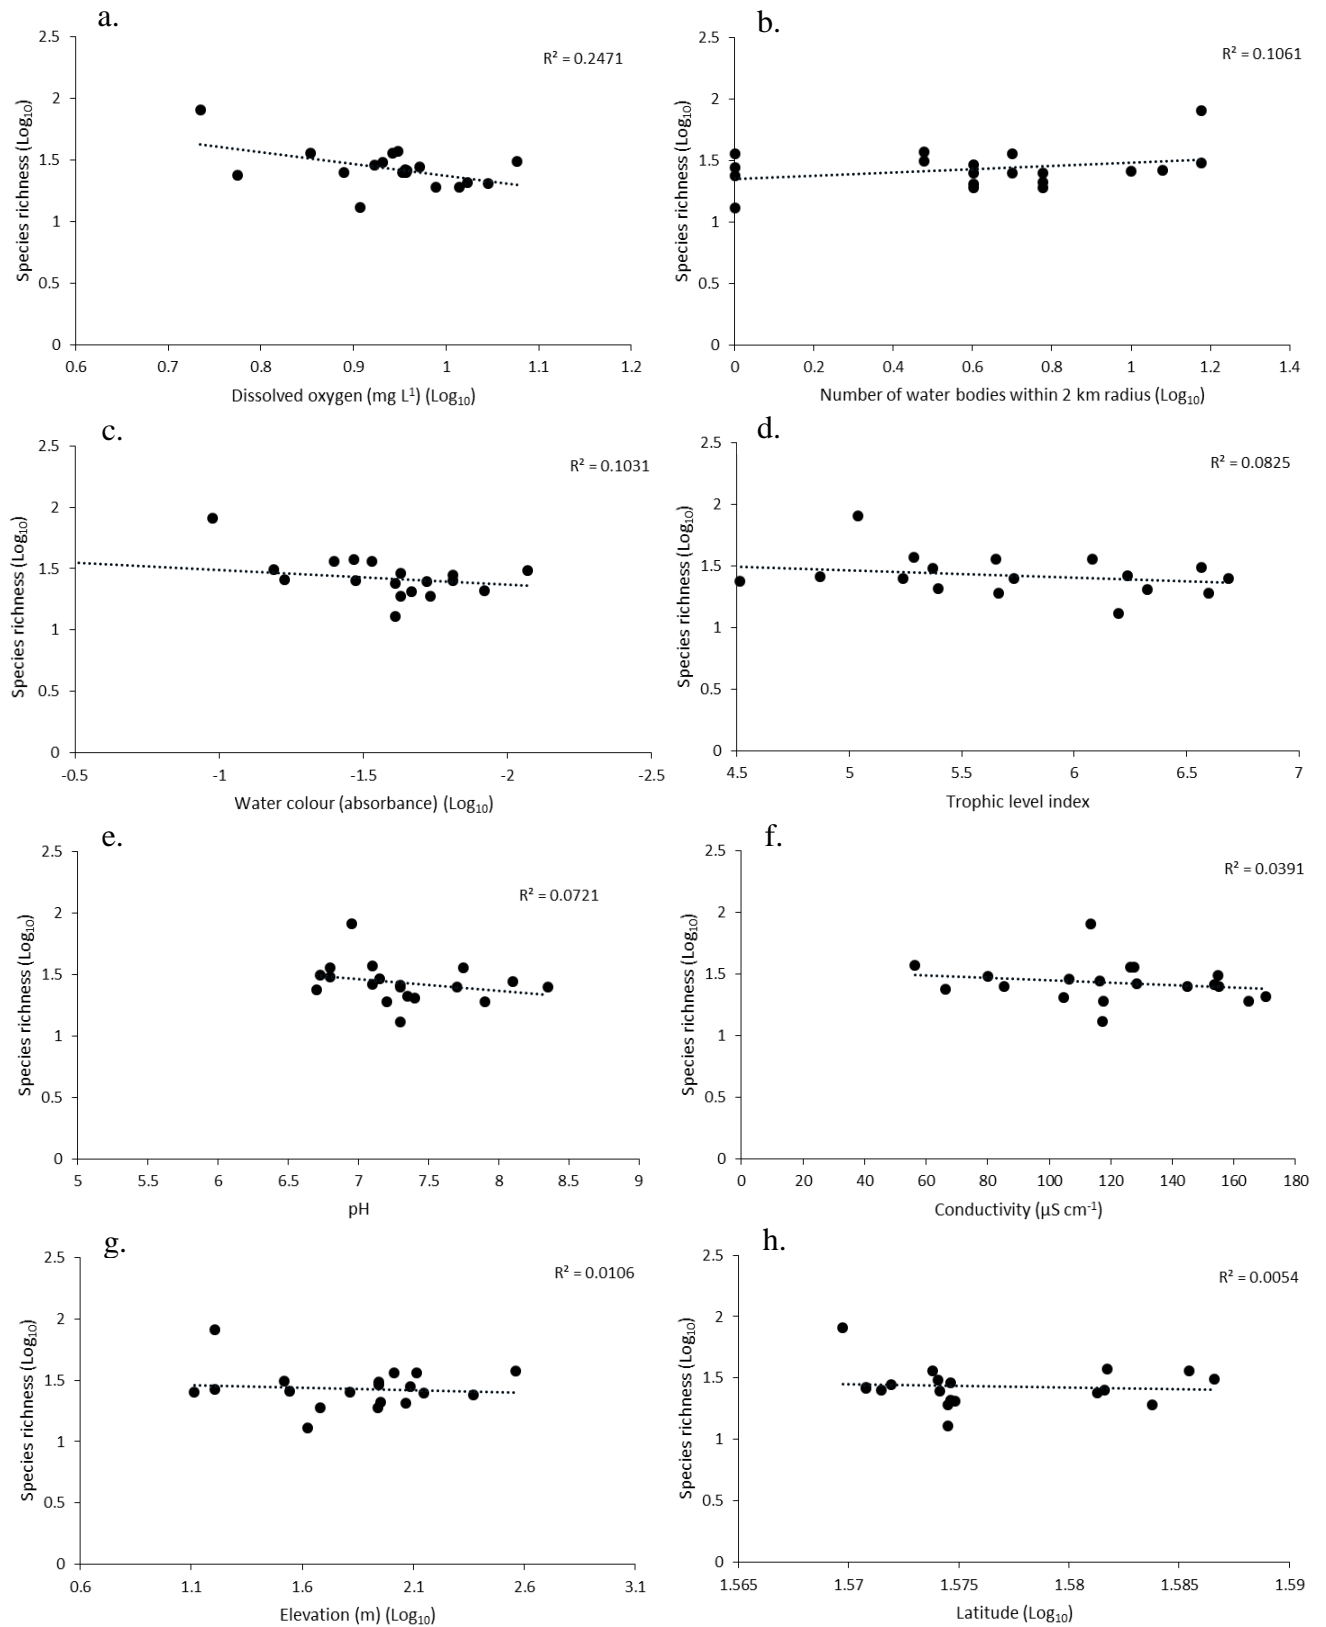 a.
R² = 0.2471
Species richness (Log₁₀)
2.5
2
1.5
1
0.5
0
0.6 0.7 0.8 0.9 1 1.1 1.2
Dissolved oxygen (mg L¹) (Log₁₀)
b.
R² = 0.1061
Species richness (Log₁₀)
2.5
2
1.5
1
0.5
0
0 0.2 0.4 0.6 0.8 1 1.2 1.4
Number of water bodies within 2 km radius (Log₁₀)
c.
R² = 0.1031
Species richness (Log₁₀)
2.5
2
1.5
1
0.5
0
-0.5 -1 -1.5 -2 -2.5
Water colour (absorbance) (Log₁₀)
d.
R² = 0.0825
Species richness (Log₁₀)
2.5
2
1.5
1
0.5
0
4.5 5 5.5 6 6.5 7
Trophic level index
e.
R² = 0.0721
Species richness (Log₁₀)
2.5
2
1.5
1
0.5
0
5 5.5 6 6.5 7 7.5 8 8.5 9
pH
f.
R² = 0.0391
Species richness (Log₁₀)
2.5
2
1.5
1
0.5
0
0 20 40 60 80 100 120 140 160 180
Conductivity (µS cm⁻¹)
g.
R² = 0.0106
Species richness (Log₁₀)
2.5
2
1.5
1
0.5
0
0.6 1.1 1.6 2.1 2.6 3.1
Elevation (m) (Log₁₀)
h.
R² = 0.0054
Species richness (Log₁₀)
2.5
2
1.5
1
0.5
0
1.565 1.57 1.575 1.58 1.585 1.59
Latitude (Log₁₀)